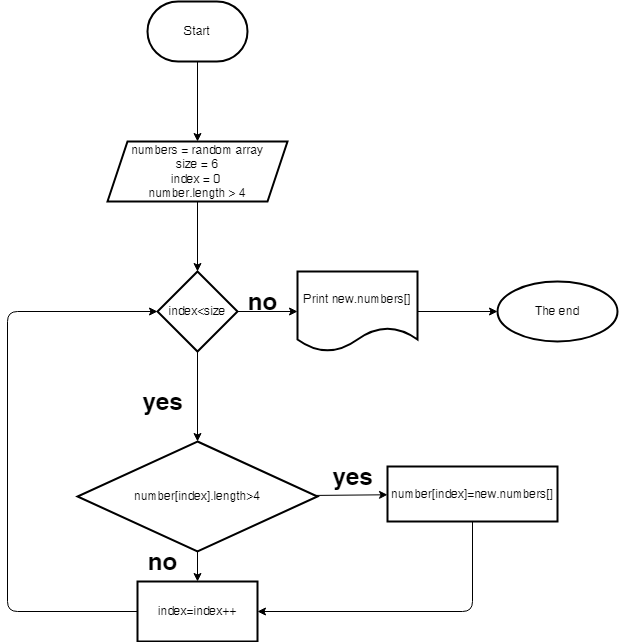 Start
numbers = random array
size = 6
index = 0
number.length > 4
index<size
no
Print new.numbers[]
The end
yes
number[index].length>4
yes
number[index]=new.numbers[]
no
index=index++